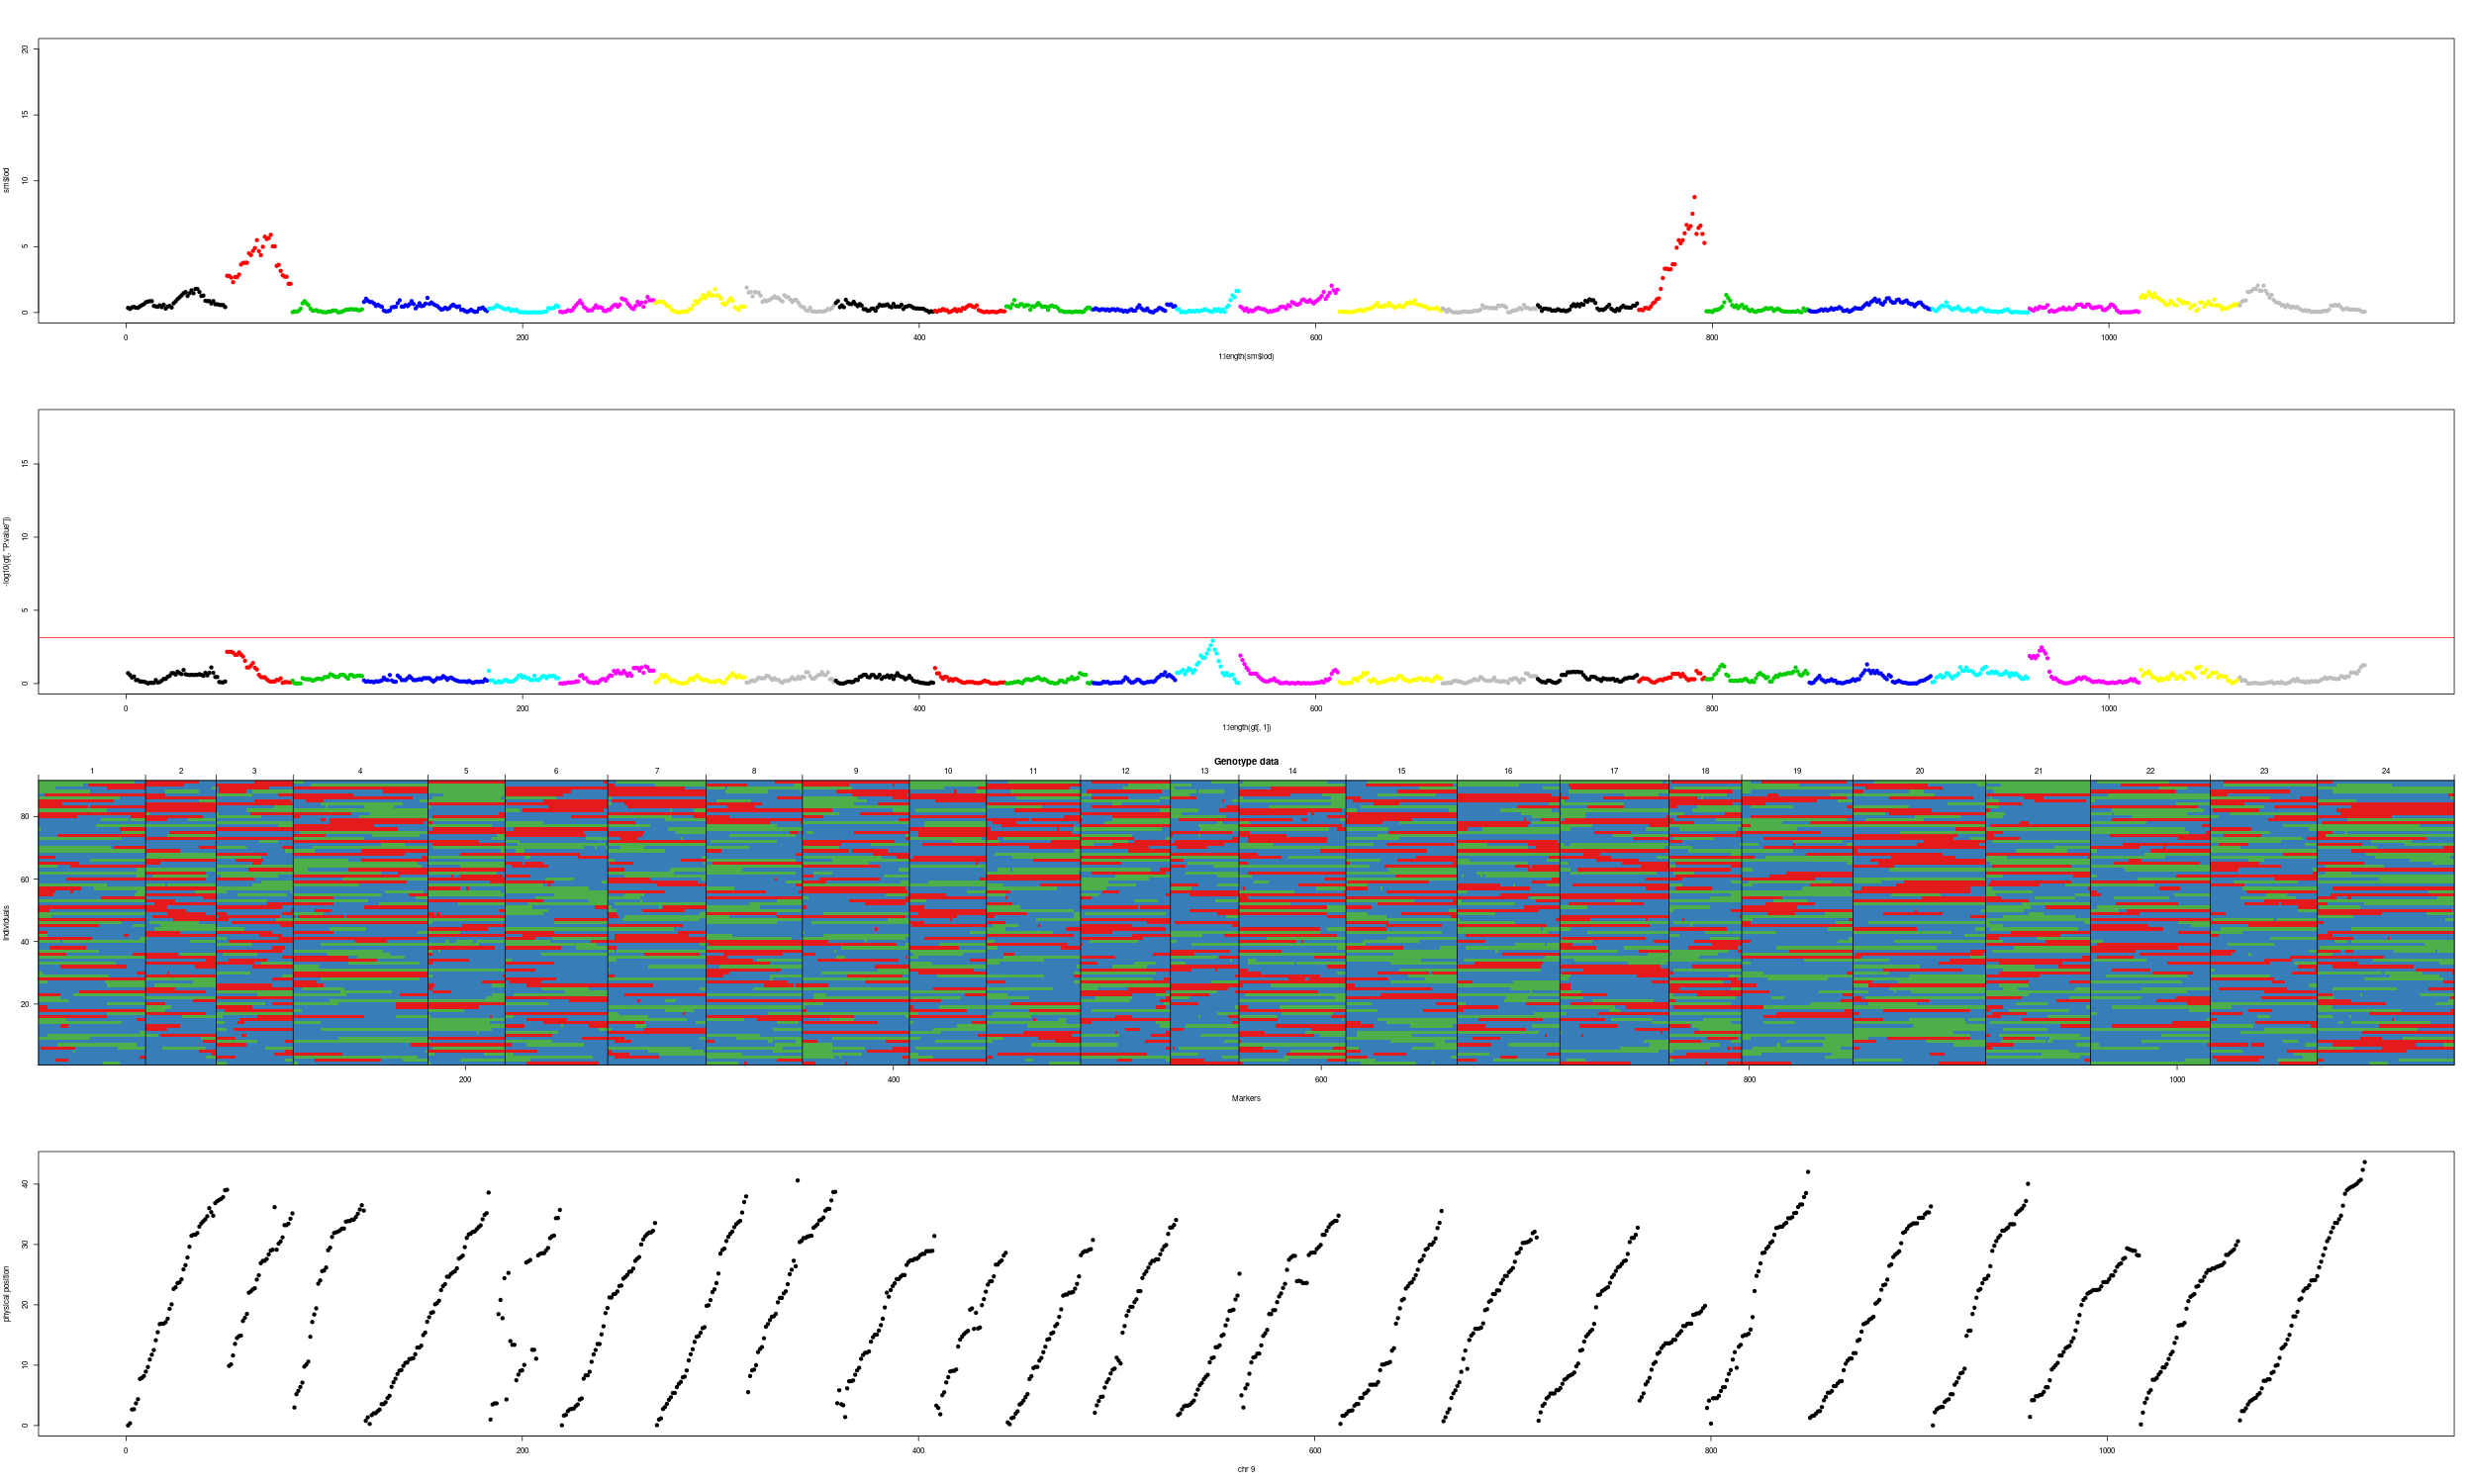 20
15
10
5
0
sm$lod
0 200 400 600 800 1000
1:length(sm$lod)
15
10
5
0
-log10(gt[, "P.value"])
0 200 400 600 800 1000
1:length(gt[, 1])
Genotype data
1 2 3 4 5 6 7 8 9 10 11 12 13 14 15 16 17 18 19 20 21 22 23 24
80
60
40
20
Individuals
200 400 600 800 1000
Markers
40
30
20
10
0
physical position
0 200 400 600 800 1000
chr 9